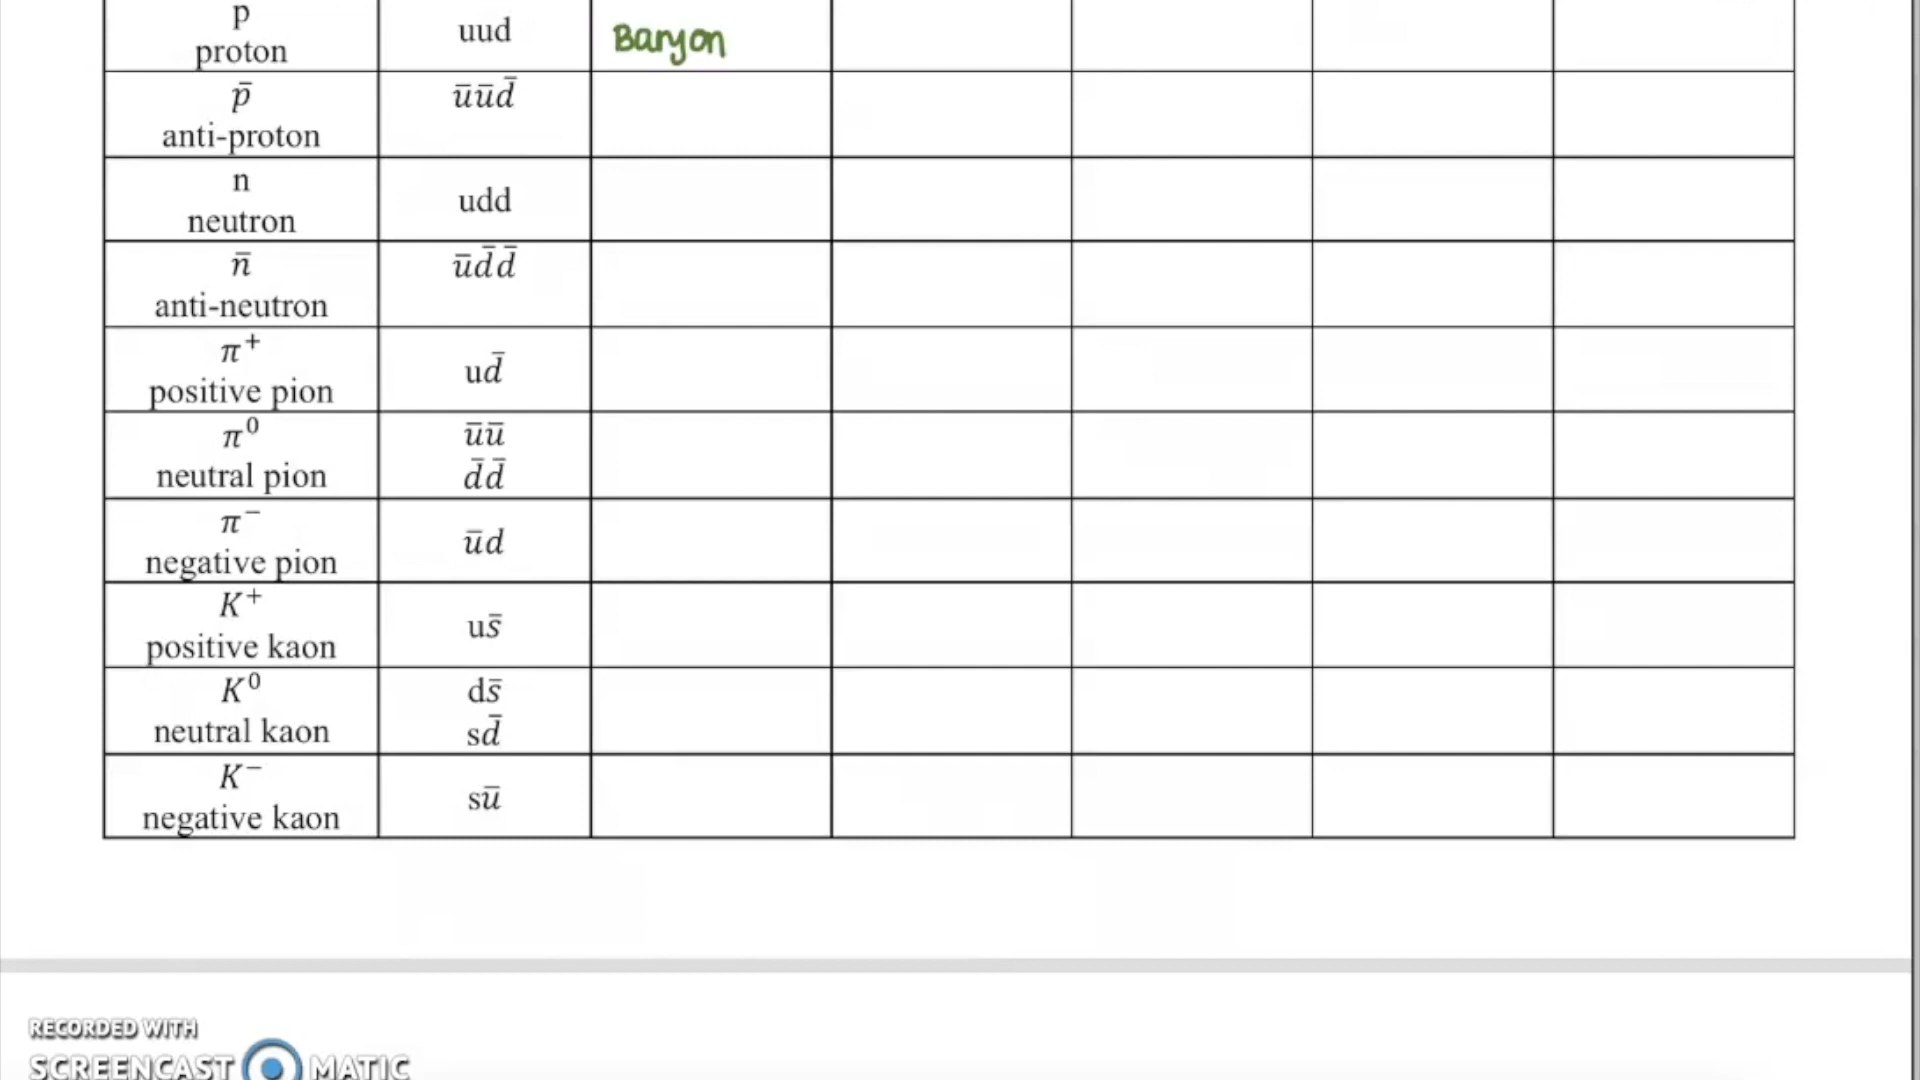 p
proton
uud
Baryon
p̄
anti-proton
ūūd̄
n
neutron
udd
n̄
anti-neutron
ūd̄d̄
π⁺
positive pion
ud̄
π⁰
neutral pion
ūū
d̄d̄
π⁻
negative pion
ūd
K⁺
positive kaon
us̄
K⁰
neutral kaon
ds̄
sd̄
K⁻
negative kaon
sū
RECORDED WITH
SCREENCAST MATIC